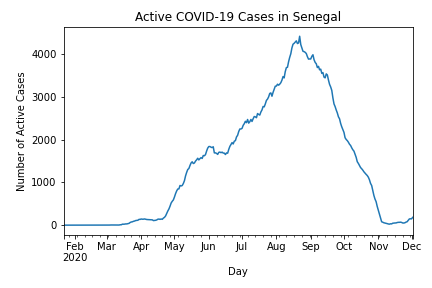 Active COVID-19 Cases in Senegal
Number of Active Cases
4000
3000
2000
1000
0
Feb Mar Apr May Jun Jul Aug Sep Oct Nov Dec
2020
Day